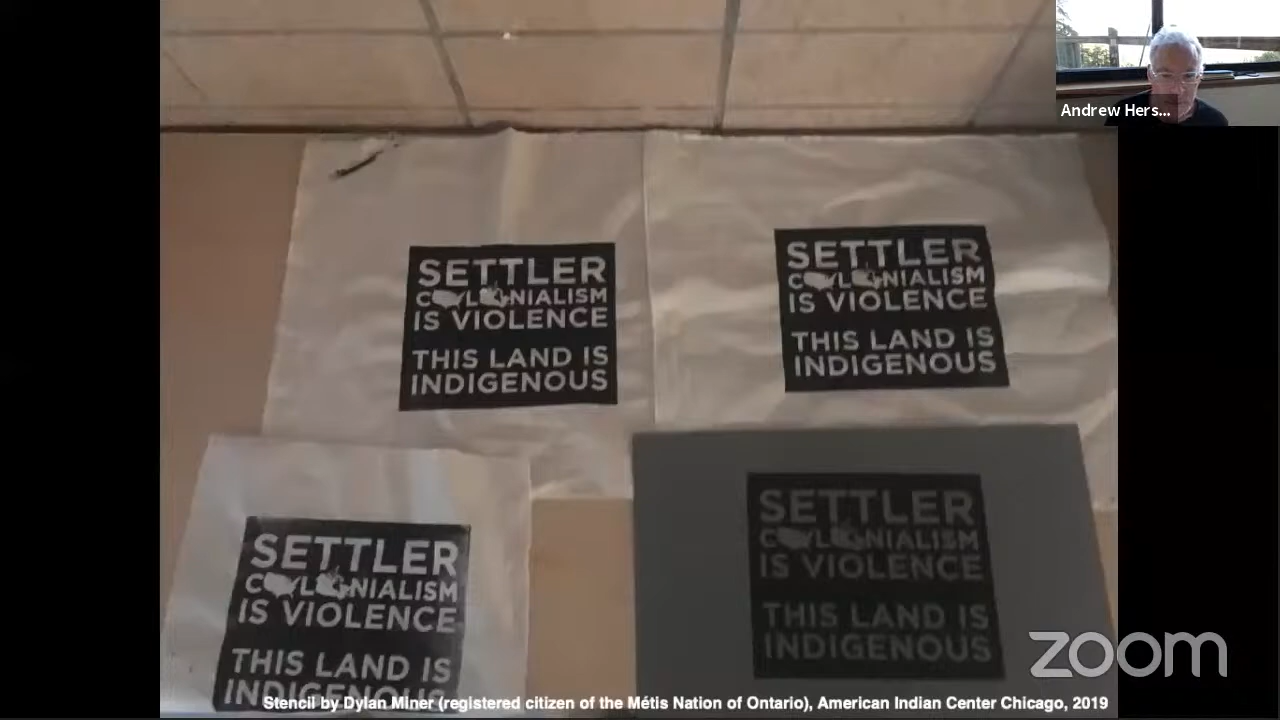 Andrew Hers...
SETTLER
COLONIALISM
IS VIOLENCE
THIS LAND IS
INDIGENOUS
SETTLER
COLONIALISM
IS VIOLENCE
THIS LAND IS
INDIGENOUS
SETTLER
COLONIALISM
IS VIOLENCE
THIS LAND IS
INDIGENOUS
SETTLER
COLONIALISM
IS VIOLENCE
THIS LAND IS
INDIGENOUS
zoom
Stencil by Dylan Miner (registered citizen of the Métis Nation of Ontario), American Indian Center Chicago, 2019